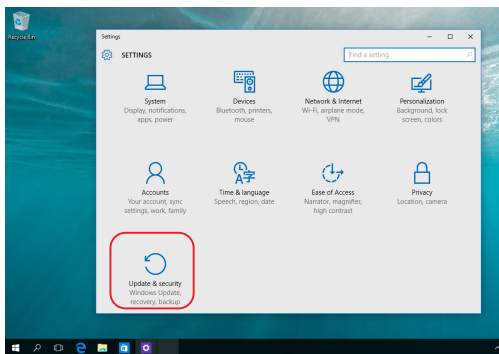 Recycle Bin
Settings
SETTINGS
Find a setting
System
Display, notifications,
apps, power
Devices
Bluetooth, printers,
mouse
Network & Internet
Wi-Fi, airplane mode,
VPN
Personalization
Background, lock
screen, colors
Accounts
Your account, sync
settings, work, family
Time & language
Speech, region, date
Ease of Access
Narrator, magnifier,
high contrast
Privacy
Location, camera
Update & security
Windows Update,
recovery, backup